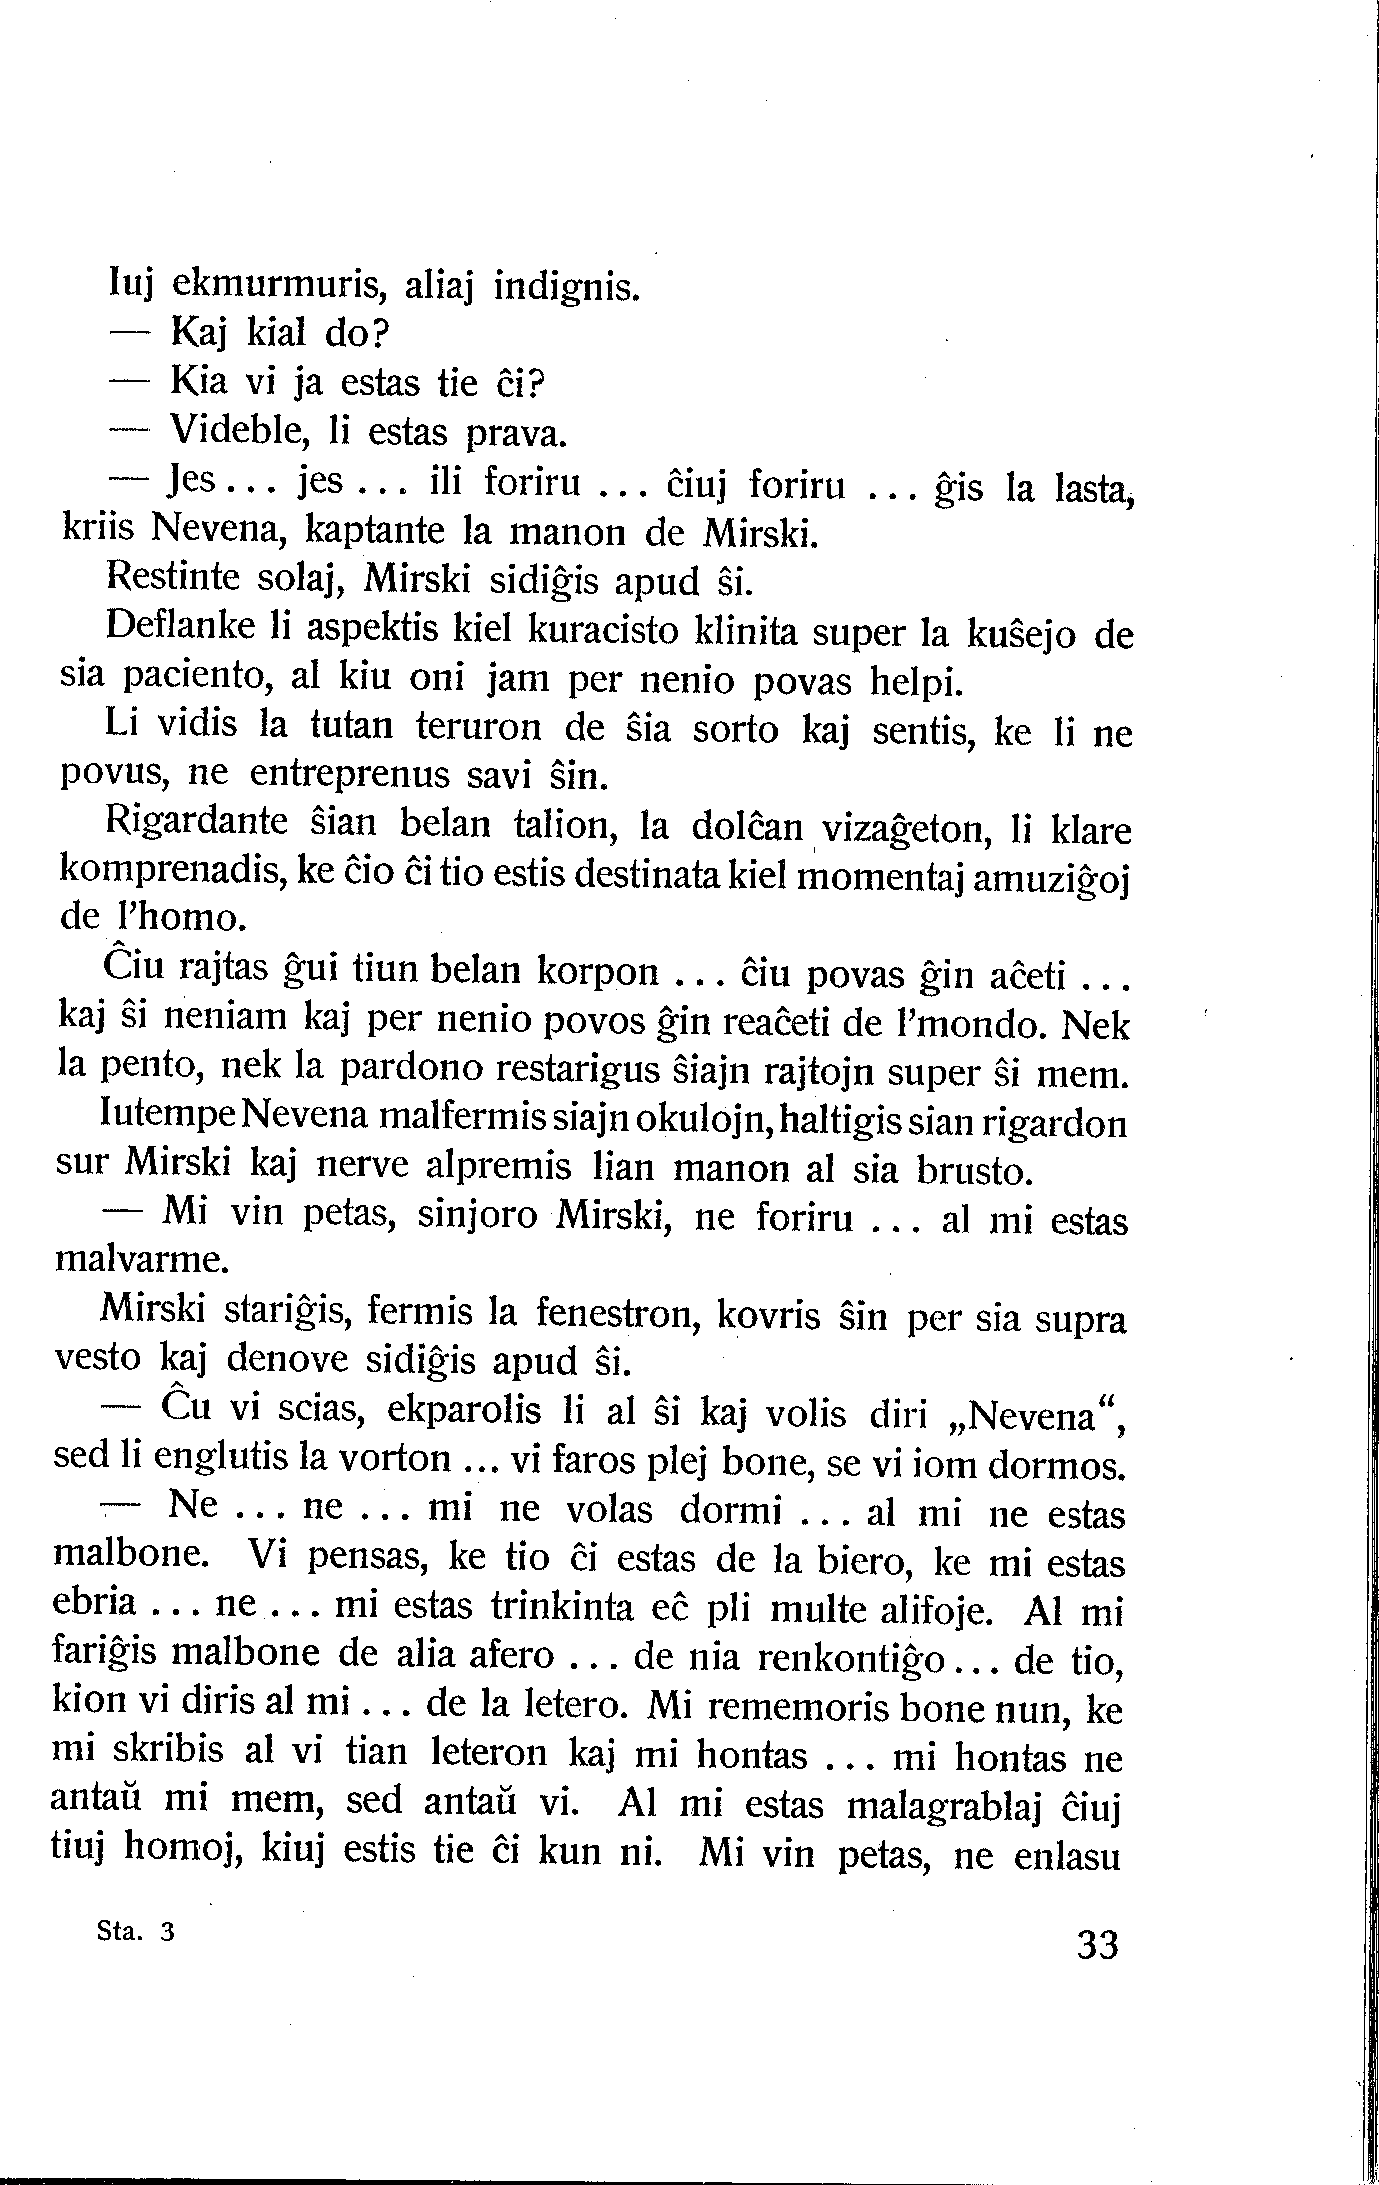 Iuj ekmurmuris, aliaj indignis.
— Kaj kial do?
— Kia vi ja estas tie ĉi?
— Videble, li estas prava.
— Jes... jes ... ili foriru ... ĉiuj foriru ... ĝis la lasta,
kriis Nevena, kaptante la manon de Mirski.
Restinte solaj, Mirski sidiĝis apud ŝi.
Deflanke li aspektis kiel kuracisto klinita super la kuŝejo de
sia paciento, al kiu oni jam per nenio povas helpi.
Li vidis la tutan teruron de ŝia sorto kaj sentis, ke li ne
povus, ne entreprenus savi ŝin.
Rigardante ŝian belan talion, la dolĉan vizaĝeton, li klare
komprenadis, ke ĉio ĉi tio estis destinata kiel momentaj amuziĝoj
de l'homo.
Ĉiu rajtas ĝui tiun belan korpon ... ĉiu povas ĝin aĉeti ...
kaj ŝi neniam kaj per nenio povos ĝin reaĉeti de l'mondo. Nek
la pento, nek la pardono restarigus ŝiajn rajtojn super ŝi mem.
Iutempe Nevena malfermis siajn okulojn, haltigis sian rigardon
sur Mirski kaj nerve alpremis lian manon al sia brusto.
— Mi vin petas, sinjoro Mirski, ne foriru ... al mi estas
malvarme.
Mirski stariĝis, fermis la fenestron, kovris ŝin per sia supra
vesto kaj denove sidiĝis apud ŝi.
— Ĉu vi scias, ekparolis li al ŝi kaj volis diri „Nevena“,
sed li englutis la vorton ... vi faros plej bone, se vi iom dormos.
— Ne ... ne ... mi ne volas dormi ... al mi ne estas
malbone. Vi pensas, ke tio ĉi estas de la biero, ke mi estas
ebria ... ne ... mi estas trinkinta eĉ pli multe alifoje. Al mi
fariĝis malbone de alia afero ... de nia renkontiĝo... de tio,
kion vi diris al mi ... de la letero. Mi rememoris bone nun, ke
mi skribis al vi tian leteron kaj mi hontas ... mi hontas ne
antaŭ mi mem, sed antaŭ vi. Al mi estas malagrablaj ĉiuj
tiuj homoj, kiuj estis tie ĉi kun ni. Mi vin petas, ne enlasu
Sta. 3
33